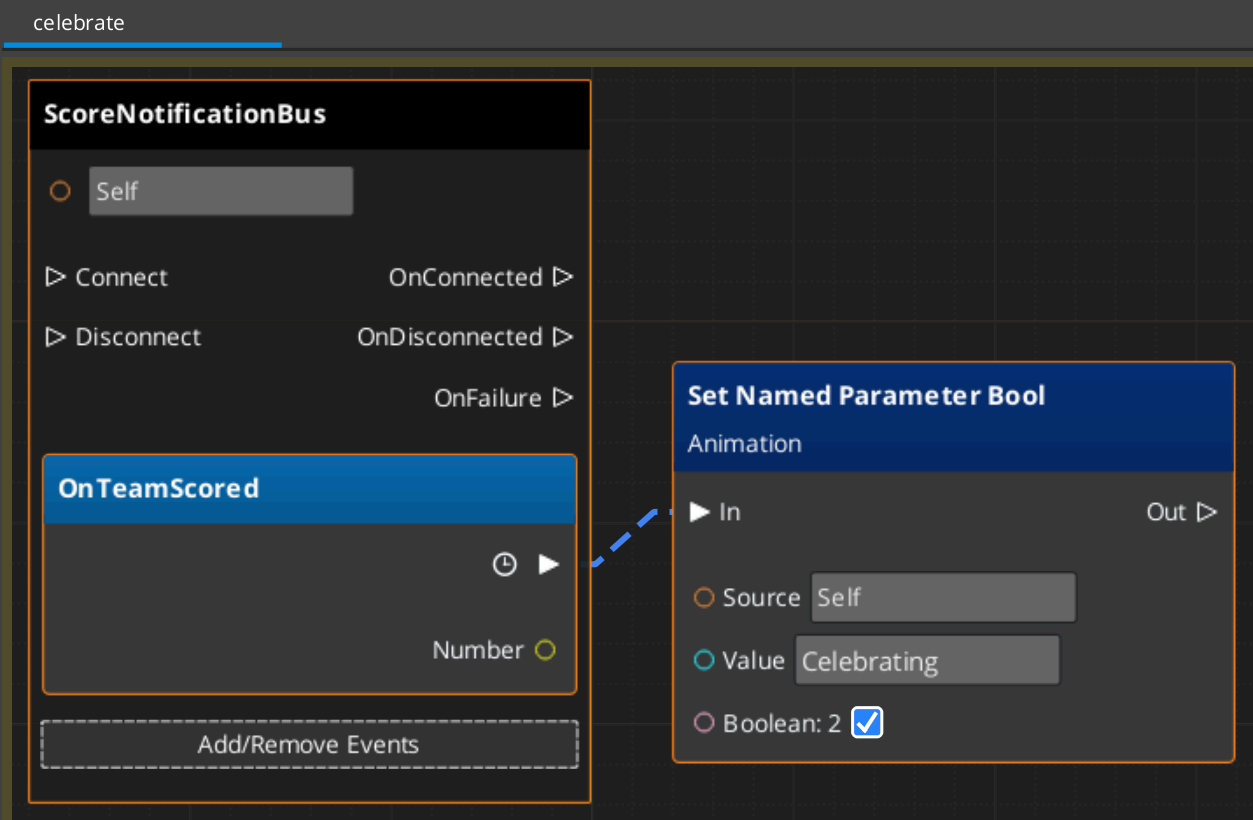 celebrate
ScoreNotificationBus
Self
Connect OnConnected
Disconnect OnDisconnected
OnFailure
OnTeamScored
Number
Add/Remove Events
Set Named Parameter Bool
Animation
In Out
Source Self
Value Celebrating
Boolean: 2